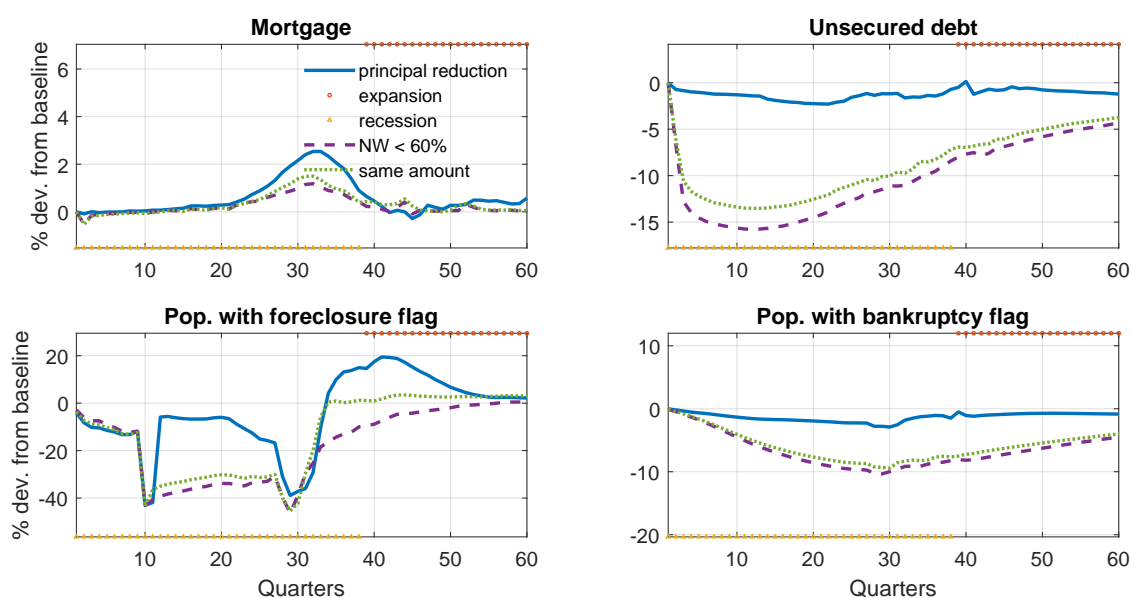 Mortgage
% dev. from baseline
6
4
2
0
principal reduction
expansion
recession
NW < 60%
same amount
10 20 30 40 50 60
Unsecured debt
0
-5
-10
-15
10 20 30 40 50 60
Pop. with foreclosure flag
% dev. from baseline
20
0
-20
-40
10 20 30 40 50 60
Quarters
Pop. with bankruptcy flag
10
0
-10
-20
10 20 30 40 50 60
Quarters